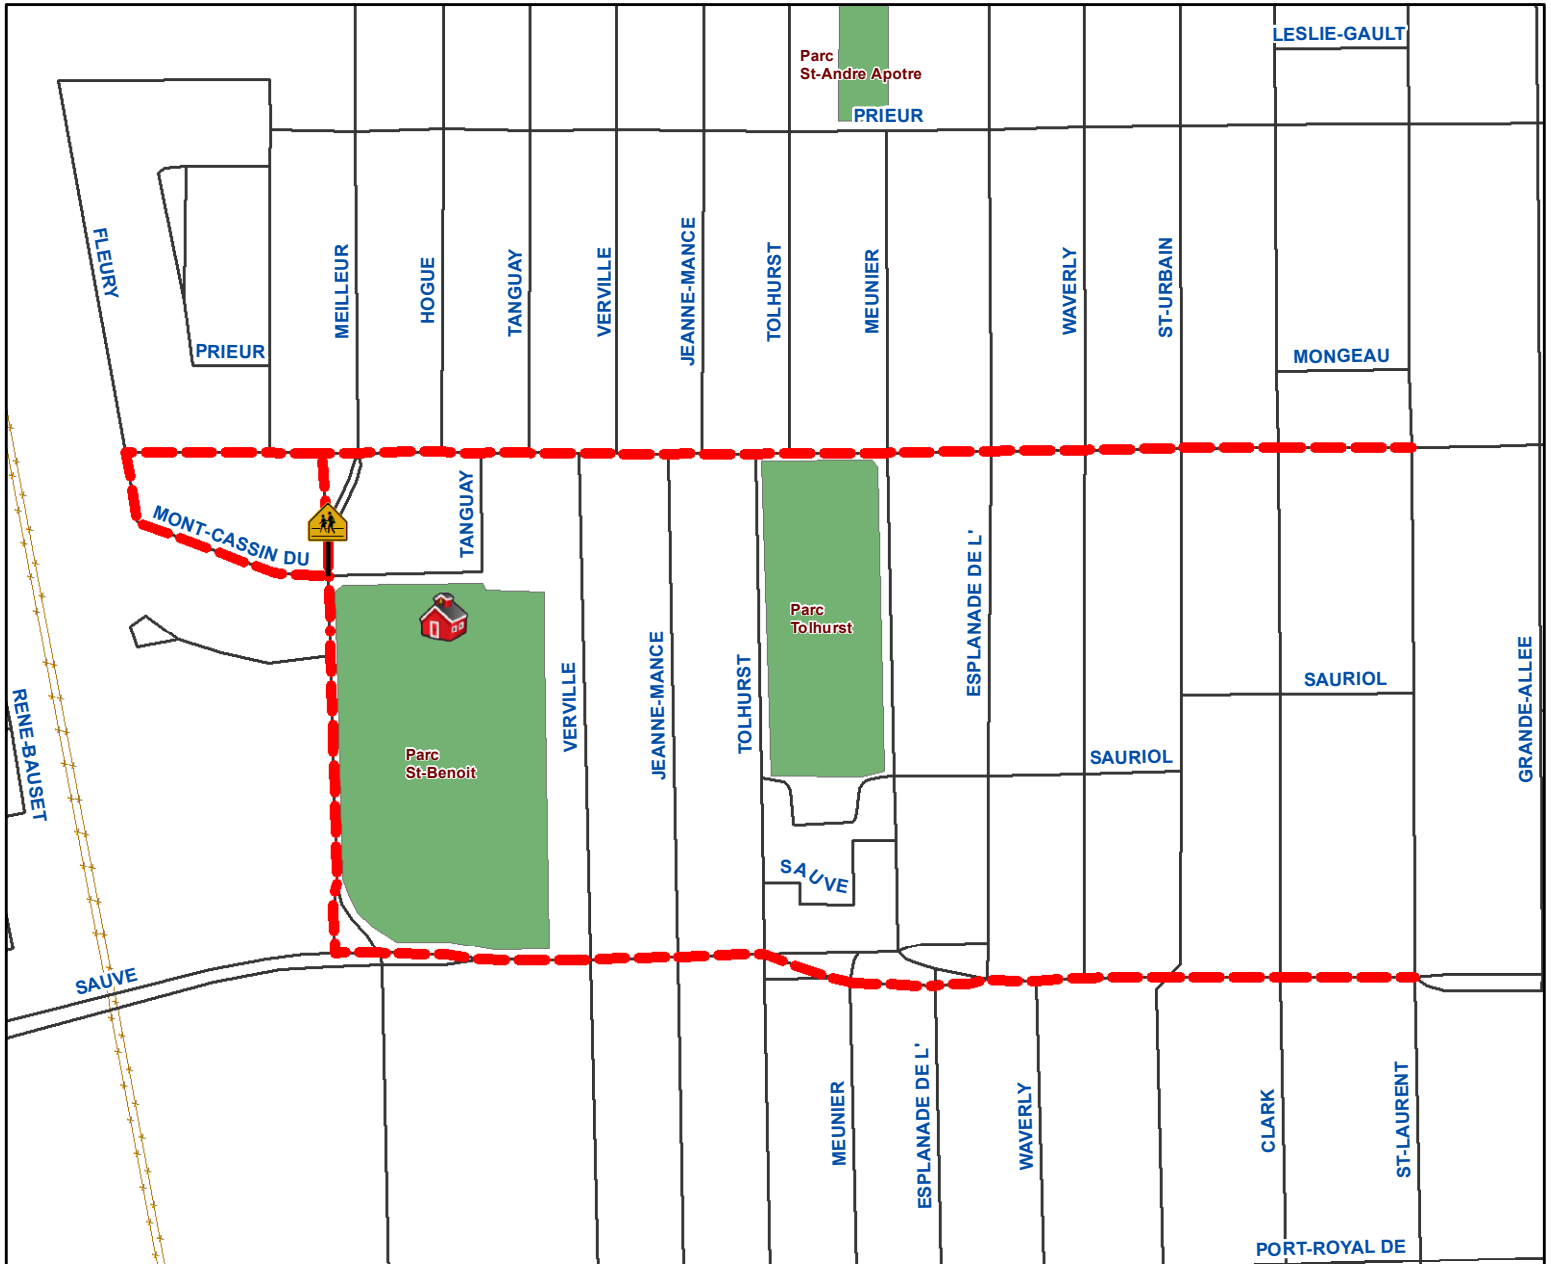 LESLIE-GAULT
Parc
St-Andre Apotre
PRIEUR
FLEURY
MEILLEUR
HOGUE
TANGUAY
VERVILLE
JEANNE-MANCE
TOLHURST
MEUNIER
WAVERLY
ST-URBAIN
PRIEUR
MONGEAU
MONT-CASSIN DU
TANGUAY
ESPLANADE DE L'
Parc
Tolhurst
RENE-BAUSET
VERVILLE
JEANNE-MANCE
TOLHURST
SAURIOL
GRANDE-ALLEE
Parc
St-Benoit
SAURIOL
SAUVE
SAUVE
MEUNIER
ESPLANADE DE L'
WAVERLY
CLARK
ST-LAURENT
PORT-ROYAL DE